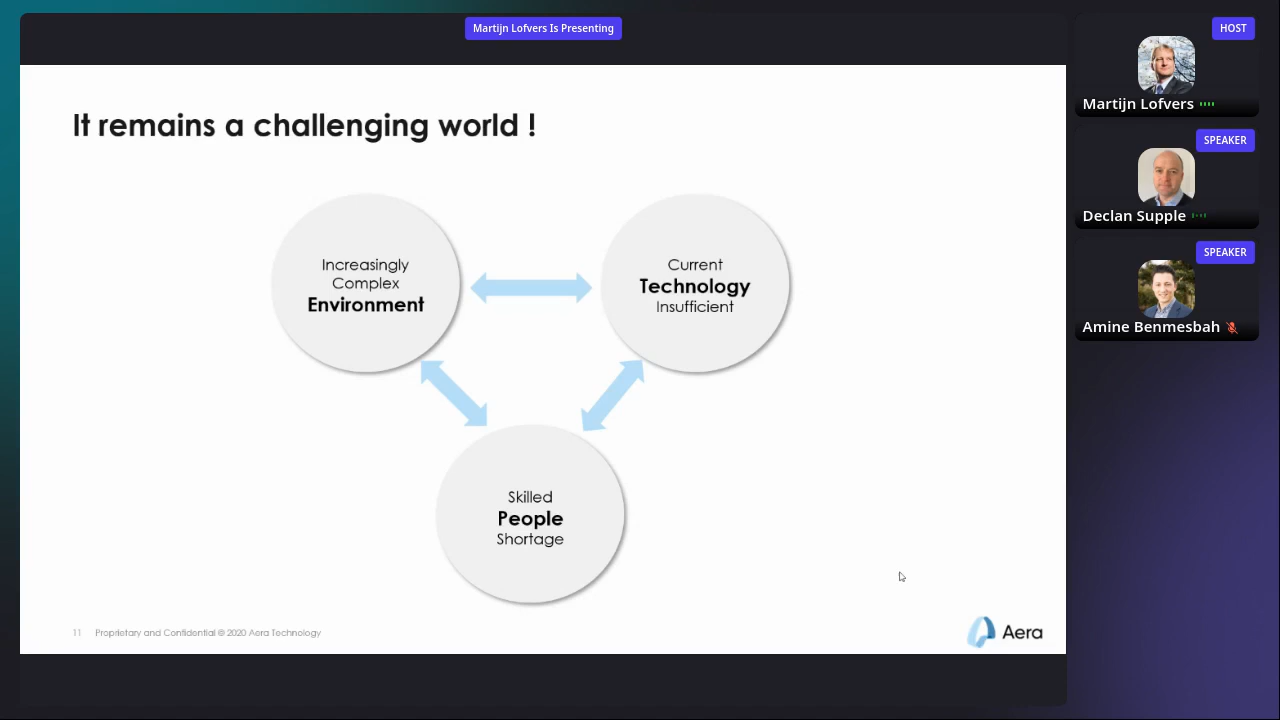 Martijn Lofvers Is Presenting
HOST
Martijn Lofvers
SPEAKER
Declan Supple
SPEAKER
Amine Benmesbah
It remains a challenging world !
Increasingly
Complex
Environment
Current
Technology
Insufficient
Skilled
People
Shortage
11 Proprietary and Confidential © 2020 Aera Technology
Aera